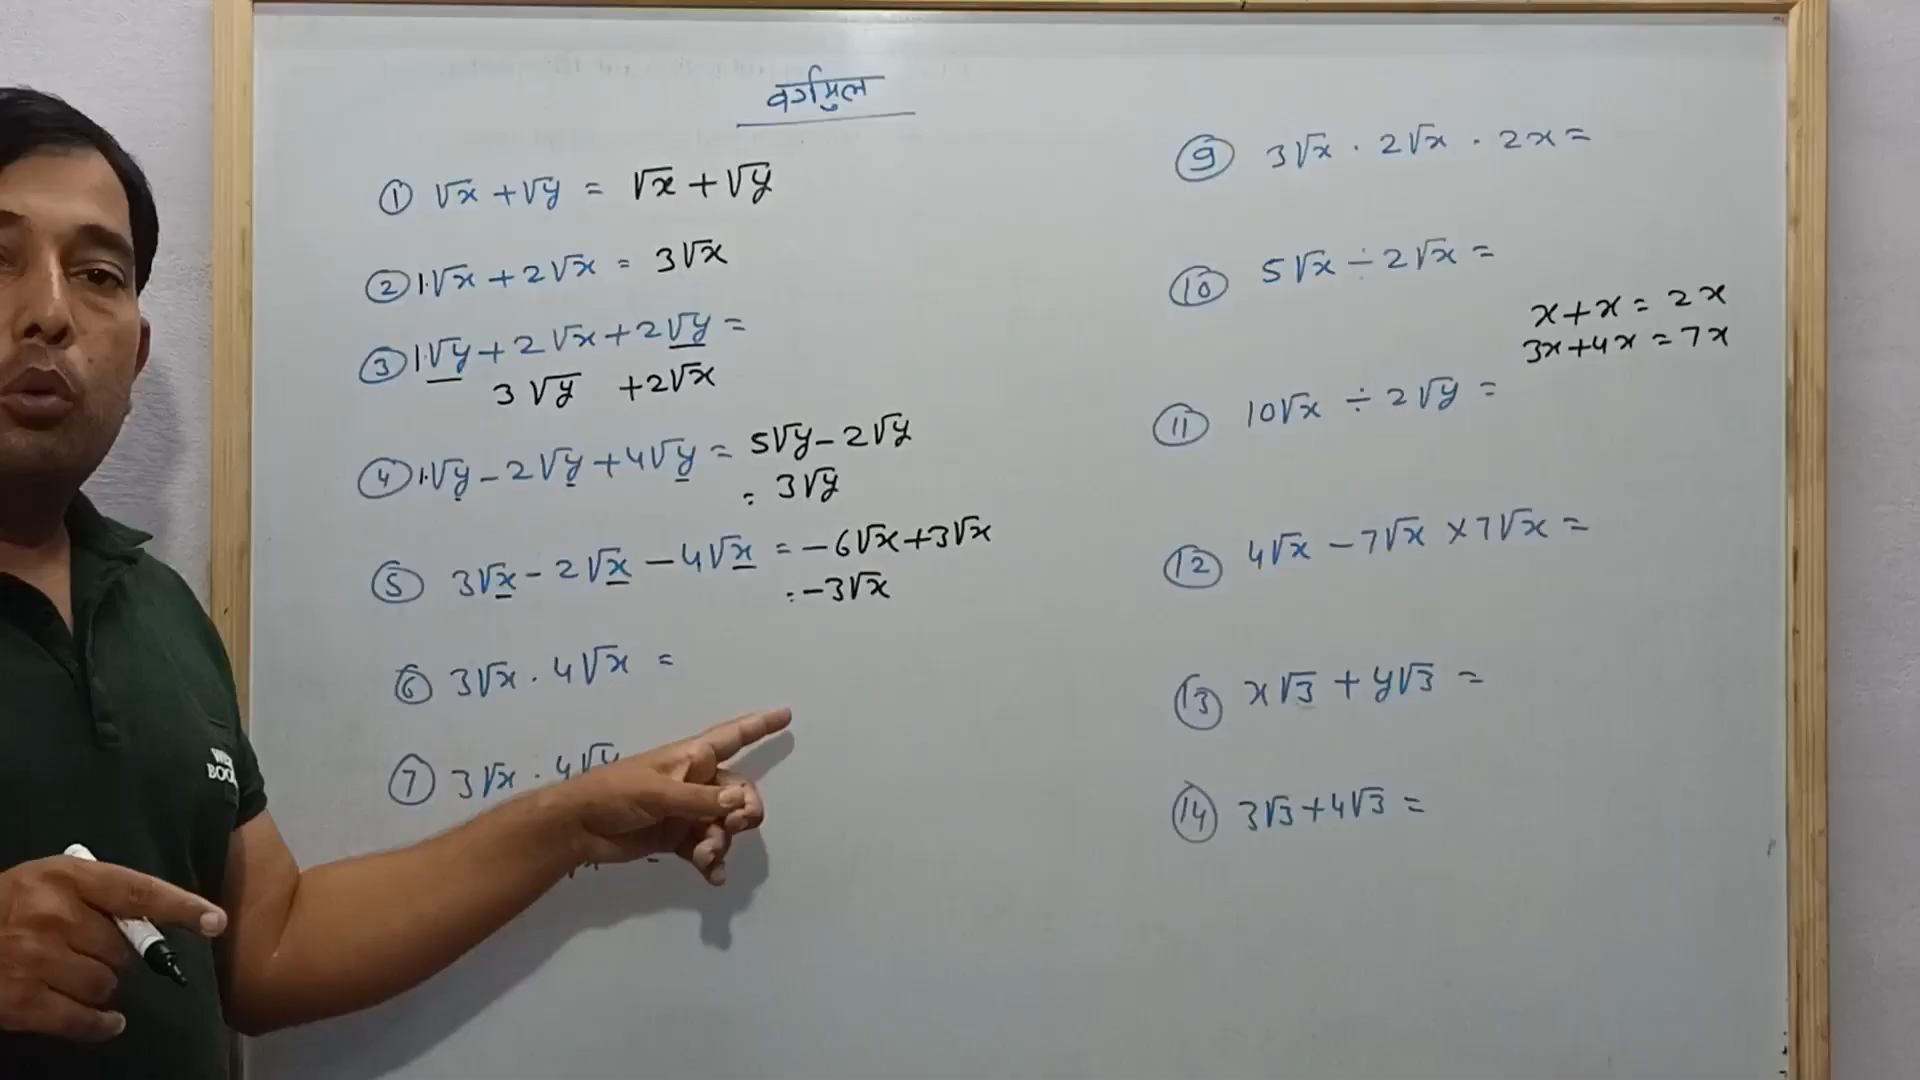 वर्गमुल
① √x + √y = √x + √y
② 1·√x + 2√x = 3√x
③ 1·√y + 2√x + 2√y =
3√y + 2√x
④ 1·√y - 2√y + 4√y = 5√y - 2√y
= 3√y
⑤ 3√x - 2√x - 4√x = -6√x + 3√x
= -3√x
⑥ 3√x · 4√x =
⑦ 3√x · 4√y
⑨ 3√x · 2√x · 2x =
⑩ 5√x ÷ 2√x =
x + x = 2x
3x + 4x = 7x
⑪ 10√x ÷ 2√y =
⑫ 4√x - 7√x × 7√x =
⑬ x√3 + y√3 =
⑭ 3√3 + 4√3 =